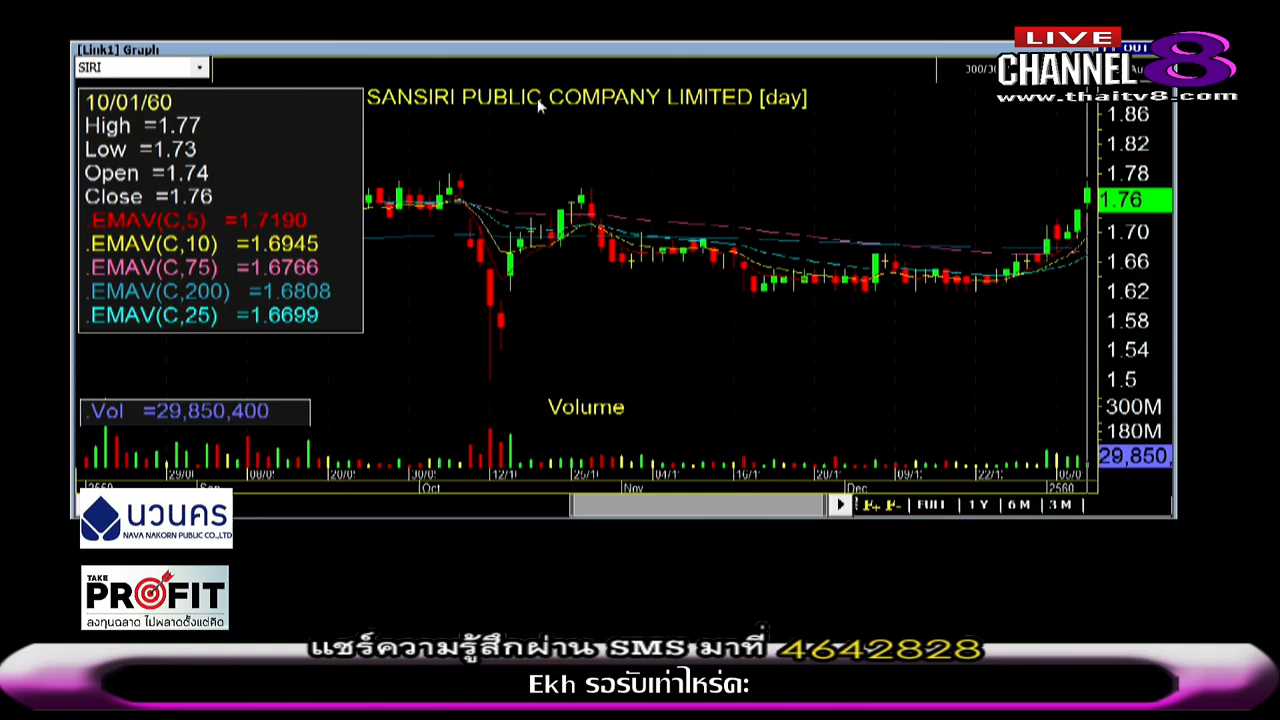 [Link1] Graph
SIRI
LIVE
CHANNEL 8
www.thaitv8.com
SANSIRI PUBLIC COMPANY LIMITED [day]
10/01/60
High =1.77
Low =1.73
Open =1.74
Close =1.76
.EMAV(C,5) =1.7190
.EMAV(C,10) =1.6945
.EMAV(C,75) =1.6766
.EMAV(C,200) =1.6808
.EMAV(C,25) =1.6699
1.86
1.82
1.78
1.76
1.70
1.66
1.62
1.58
1.54
1.5
.Vol =29,850,400
Volume
300M
180M
29,850,
Oct
Nov
Dec
2560
F+ F- FULL 1 Y 6 M 3 M
นวนคร
NAVA NAKORN PUBLIC CO.,LTD
TAKE
PROFIT
ลงทุนฉลาด ไม่พลาดตั้งแต่คิด
แชร์ความรู้สึกผ่าน SMS มาที่ 4642828
Ekh รอรับเท่าไหร่คะ